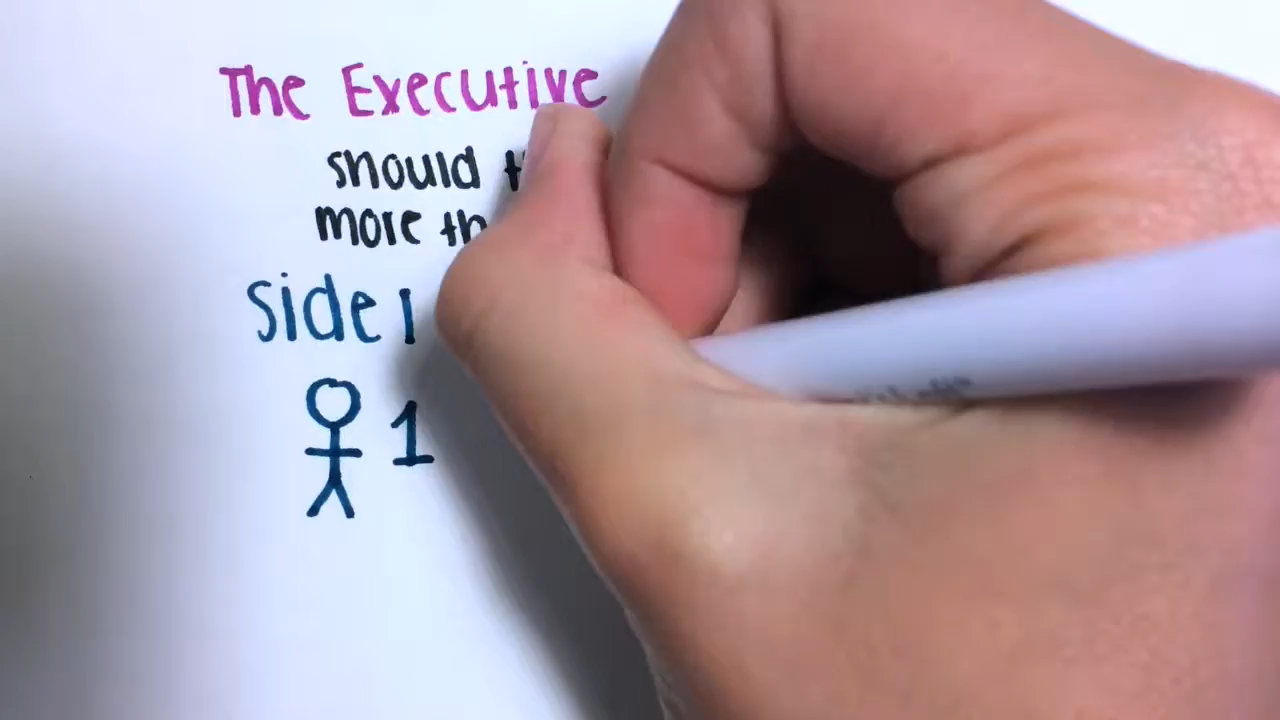 The Executive
should
more
side 1
1